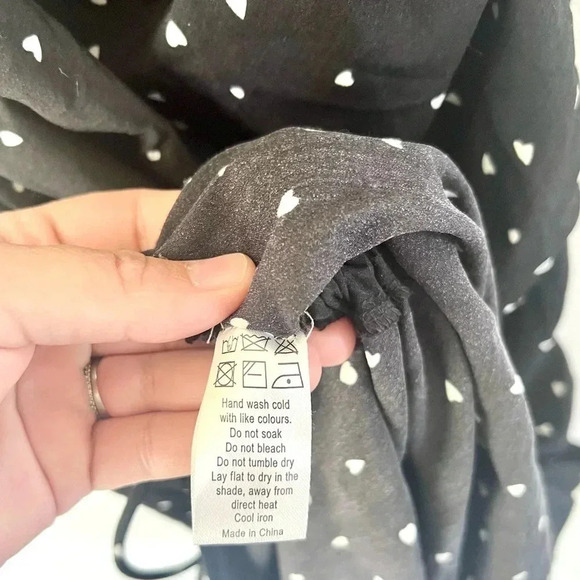 Hand wash cold
with like colours.
Do not soak
Do not bleach
Do not tumble dry
Lay flat to dry in the
shade, away from
direct heat
Cool iron
Made in China